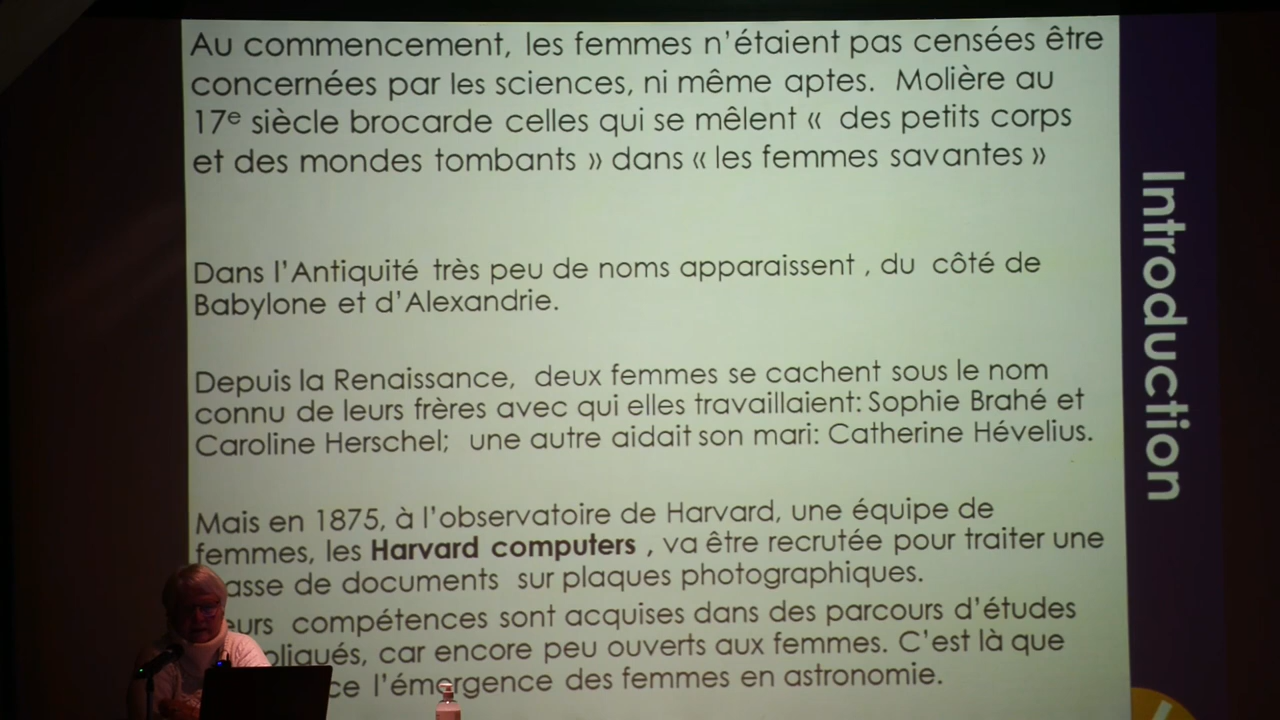 Au commencement, les femmes n'étaient pas censées être
concernées par les sciences, ni même aptes. Molière au
17e siècle brocarde celles qui se mêlent « des petits corps
et des mondes tombants » dans « les femmes savantes »
Dans l'Antiquité très peu de noms apparaissent , du côté de
Babylone et d'Alexandrie.
Depuis la Renaissance, deux femmes se cachent sous le nom
connu de leurs frères avec qui elles travaillaient: Sophie Brahé et
Caroline Herschel; une autre aidait son mari: Catherine Hévelius.
Mais en 1875, à l'observatoire de Harvard, une équipe de
femmes, les Harvard computers , va être recrutée pour traiter une
asse de documents sur plaques photographiques.
eurs compétences sont acquises dans des parcours d'études
pliqués, car encore peu ouverts aux femmes. C'est là que
ce l'émergence des femmes en astronomie.
Introduction